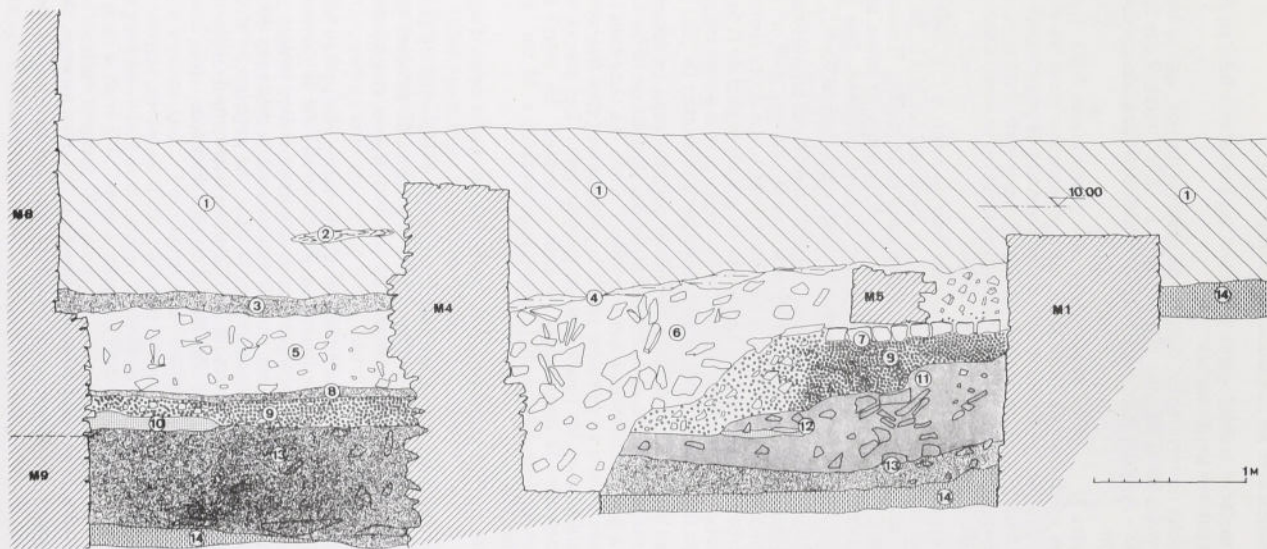 ① ① 10'00 ①
M8 ②
③ ④ M5 ⑭
M4 ⑥ M1
⑤ ⑦
⑨
⑧ ⑪
⑩ ⑨ ⑫
⑬ ⑬
M9 1 M
⑭ ⑭